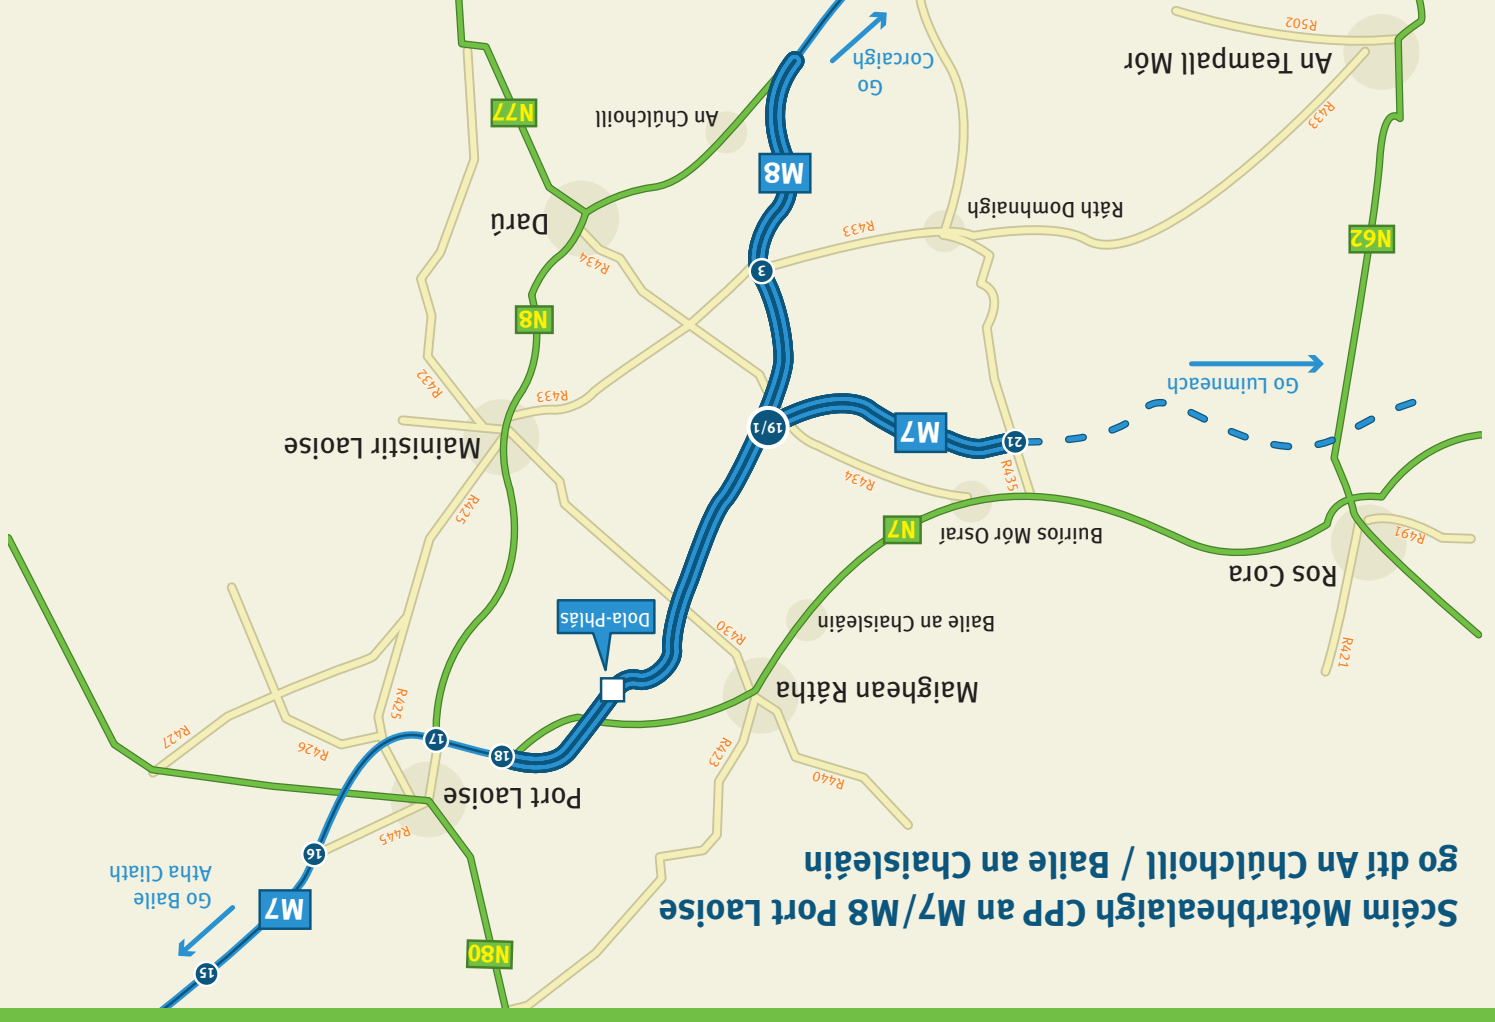 Scéim Mótarbhealaigh CPP an M7/M8 Port Laoise
go dtí An Chúlchoill / Baile an Chaisleáin
N80
15
M7
Go Baile
Atha Cliath
16
R445
Port Laoise
R440
R423
18
17
R426
R427
R425
Maighean Rátha
Dola-Phlás
R421
R430
Baile an Chaisleáin
Ros Cora
R491
Buiríos Mór Osraí
N7
R435
R434
R425
21
M7
19/1
Mainistir Laoise
Go Luimneach
R433
R432
N8
3
N62
R433
R434
Darú
Ráth Domhnaigh
M8
An Chúlchoill
N77
R433
Go
Corcaigh
An Teampall Mór
R502